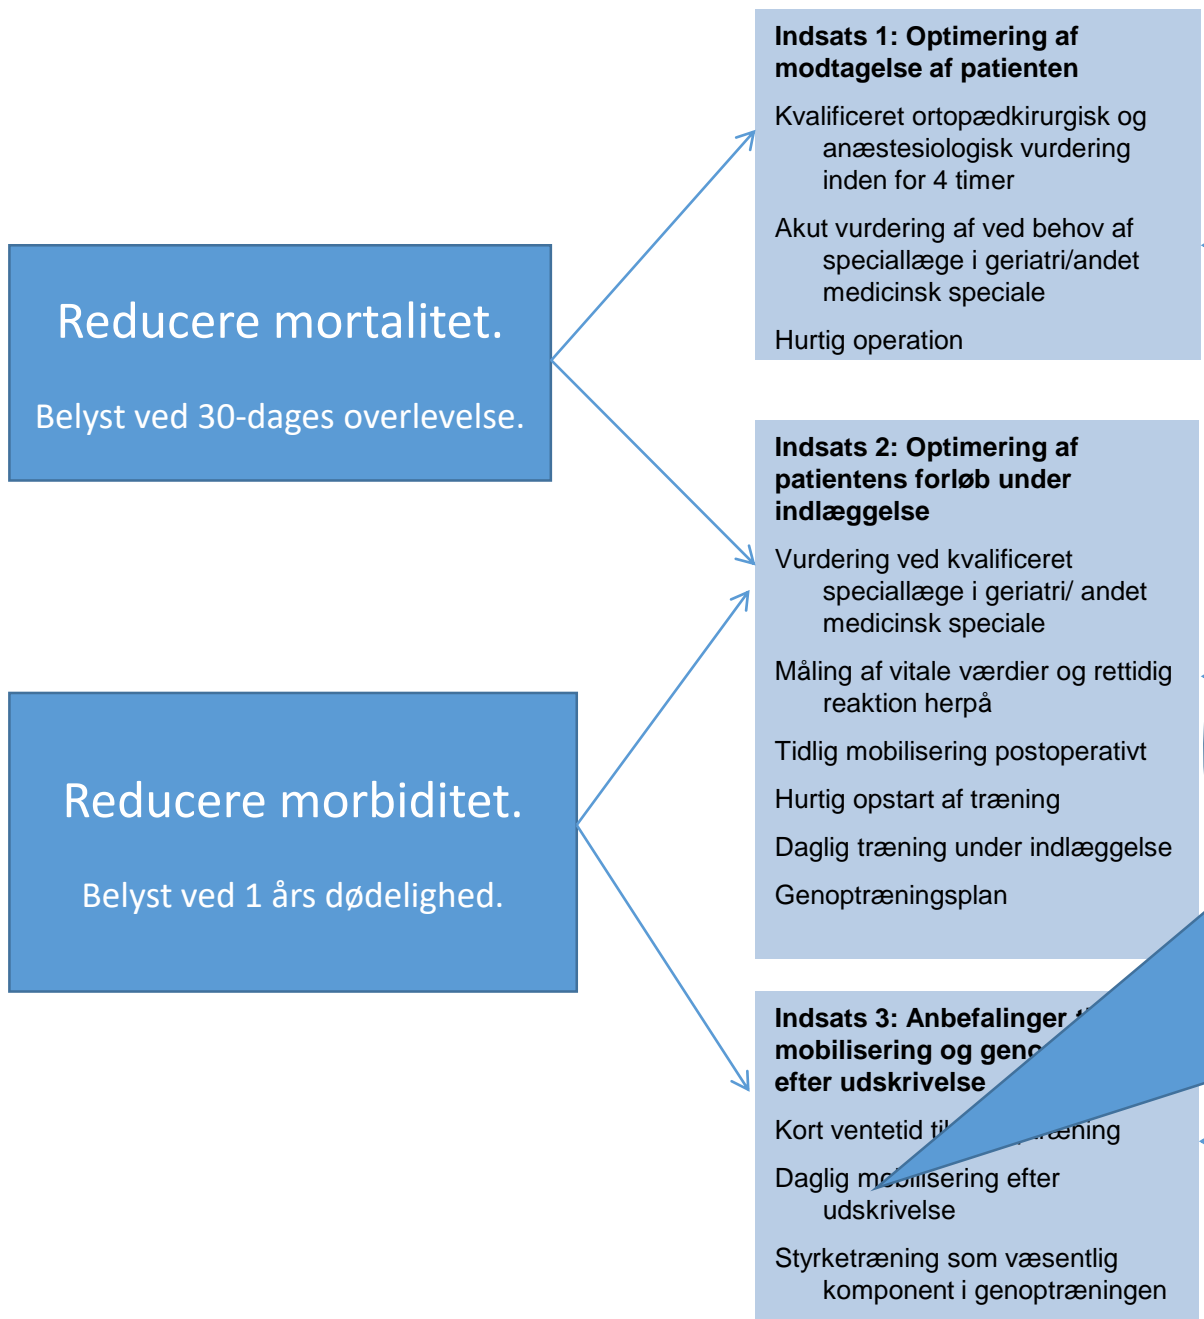 Reducere mortalitet.
Belyst ved 30-dages overlevelse.
Reducere morbiditet.
Belyst ved 1 års dødelighed.
Indsats 1: Optimering af
modtagelse af patienten
Kvalificeret ortopædkirurgisk og
anæstesiologisk vurdering
inden for 4 timer
Akut vurdering af ved behov af
speciallæge i geriatri/andet
medicinsk speciale
Hurtig operation
Indsats 2: Optimering af
patientens forløb under
indlæggelse
Vurdering ved kvalificeret
speciallæge i geriatri/ andet
medicinsk speciale
Måling af vitale værdier og rettidig
reaktion herpå
Tidlig mobilisering postoperativt
Hurtig opstart af træning
Daglig træning under indlæggelse
Genoptræningsplan
Indsats 3: Anbefalinger
mobilisering og
efter udskrivelse
Kort ventetid
Daglig mobilisering efter
udskrivelse
Styrketræning som væsentlig
komponent i genoptræningen